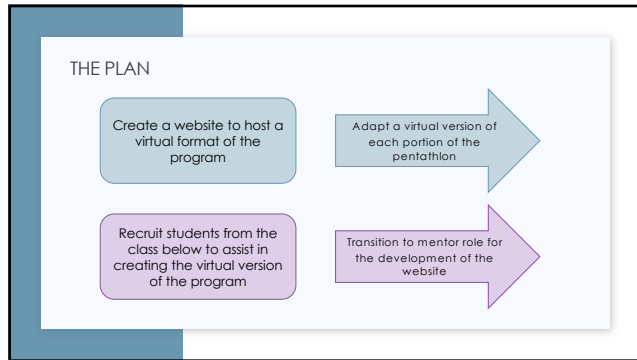 THE PLAN
Create a website to host a
virtual format of the
program
Adapt a virtual version of
each portion of the
pentathlon
Recruit students from the
class below to assist in
creating the virtual version
of the program
Transition to mentor role for
the development of the
website